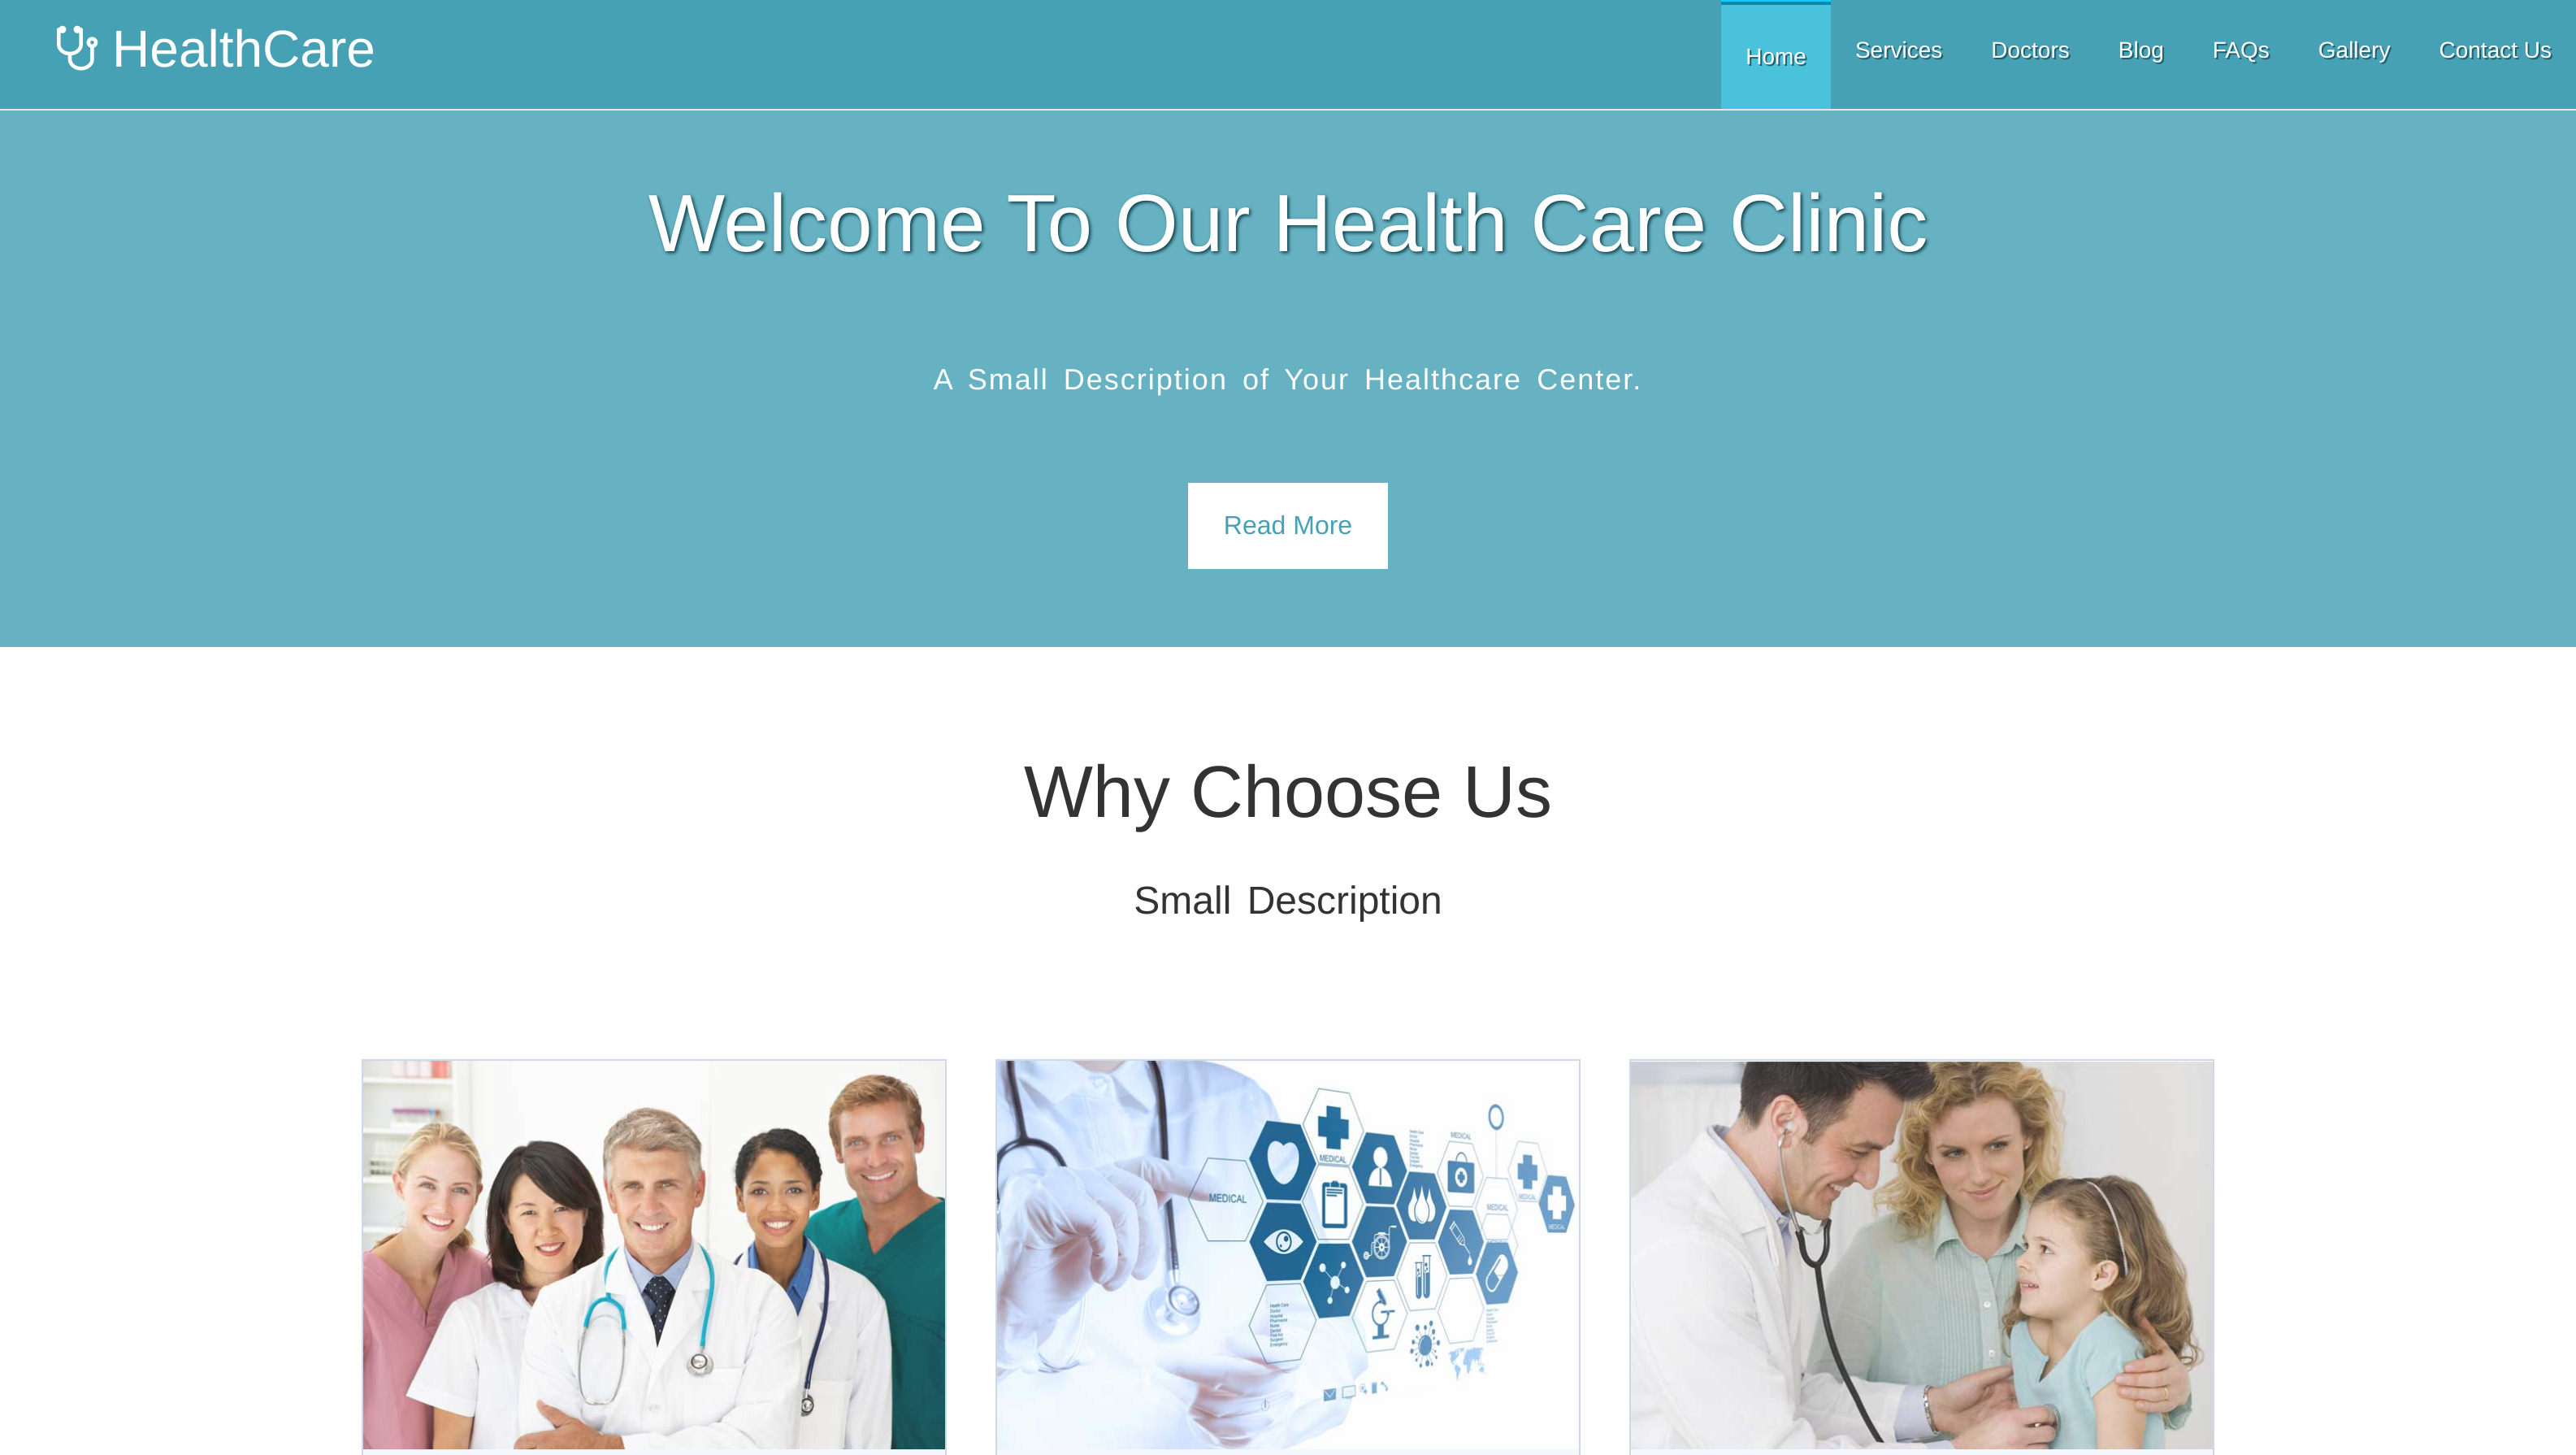 HealthCare
Home
Services
Doctors
Blog
FAQs
Gallery
Contact Us
Welcome To Our Health Care Clinic
A Small Description of Your Healthcare Center.
Read More
Why Choose Us
Small Description
MEDICAL
MEDICAL
MEDICAL
MEDICAL
MEDICAL
MEDICAL